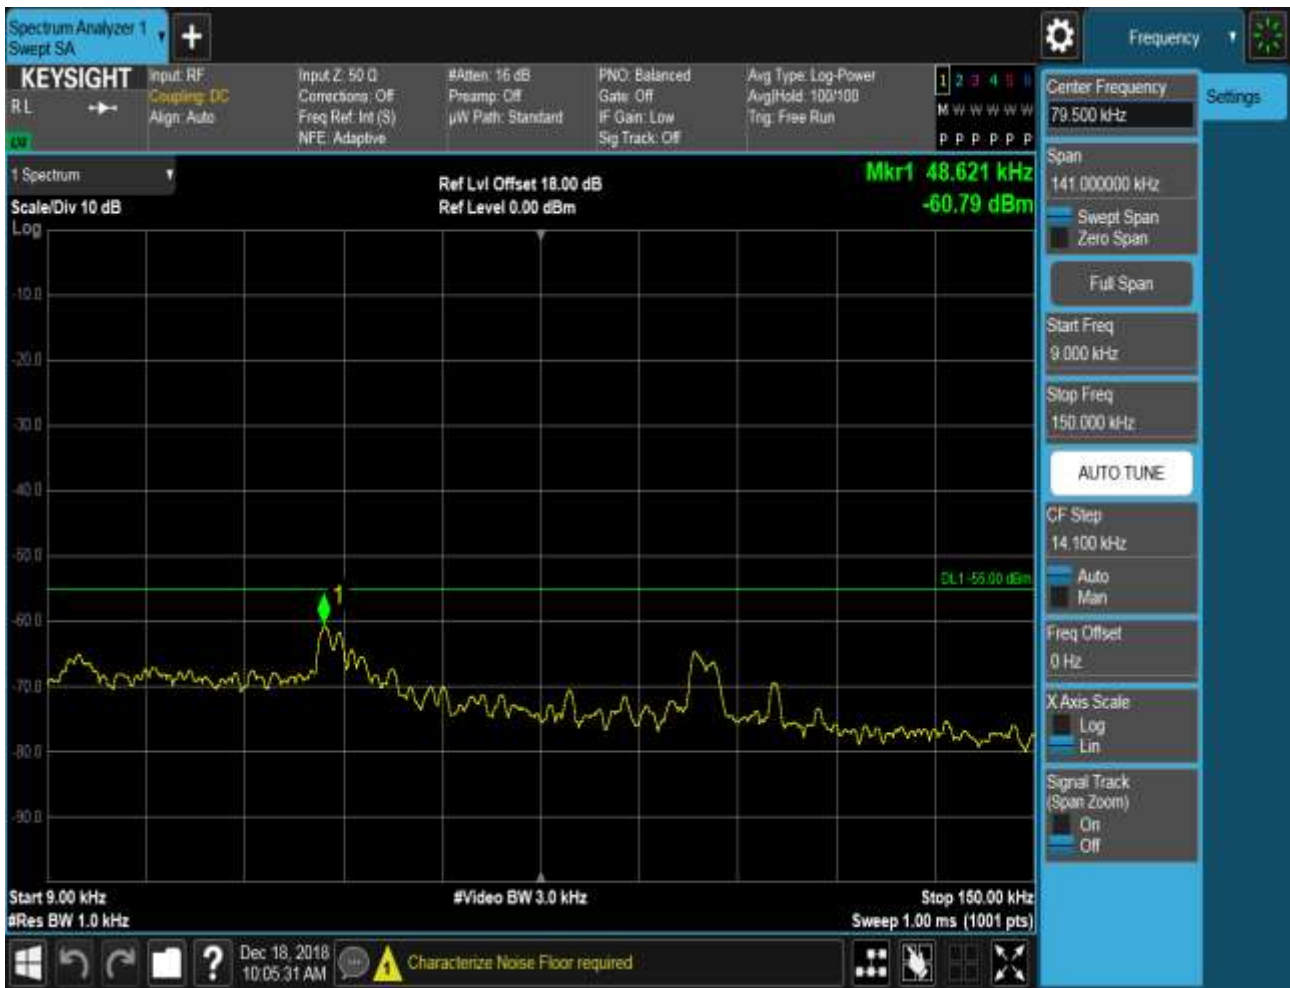 Spectrum Analyzer 1
Swept SA
Frequency
KEYSIGHT
R L
Input: RF
Coupling: DC
Align: Auto
Input Z: 50 Ω
Corrections: Off
Freq Ref: Int (S)
NFE: Adaptive
#Atten: 16 dB
Preamp: Off
µW Path: Standard
PNO: Balanced
Gate: Off
IF Gain: Low
Sig Track: Off
Avg Type: Log-Power
Avg|Hold: 100/100
Trig: Free Run
1 2 3 4 5 6
M W W W W W
P P P P P P
1 Spectrum
Scale/Div 10 dB
Log
Ref Lvl Offset 18.00 dB
Ref Level 0.00 dBm
Mkr1 48.621 kHz
-60.79 dBm
-10.0
-20.0
-30.0
-40.0
-50.0
-60.0
-70.0
-80.0
-90.0
DL1 -55.00 dBm
1
Start 9.00 kHz
#Res BW 1.0 kHz
#Video BW 3.0 kHz
Stop 150.00 kHz
Sweep 1.00 ms (1001 pts)
Center Frequency
79.500 kHz
Settings
Span
141.000000 kHz
Swept Span
Zero Span
Full Span
Start Freq
9.000 kHz
Stop Freq
150.000 kHz
AUTO TUNE
CF Step
14.100 kHz
Auto
Man
Freq Offset
0 Hz
X Axis Scale
Log
Lin
Signal Track
(Span Zoom)
On
Off
?
Dec 18, 2018
10:05:31 AM
1
Characterize Noise Floor required